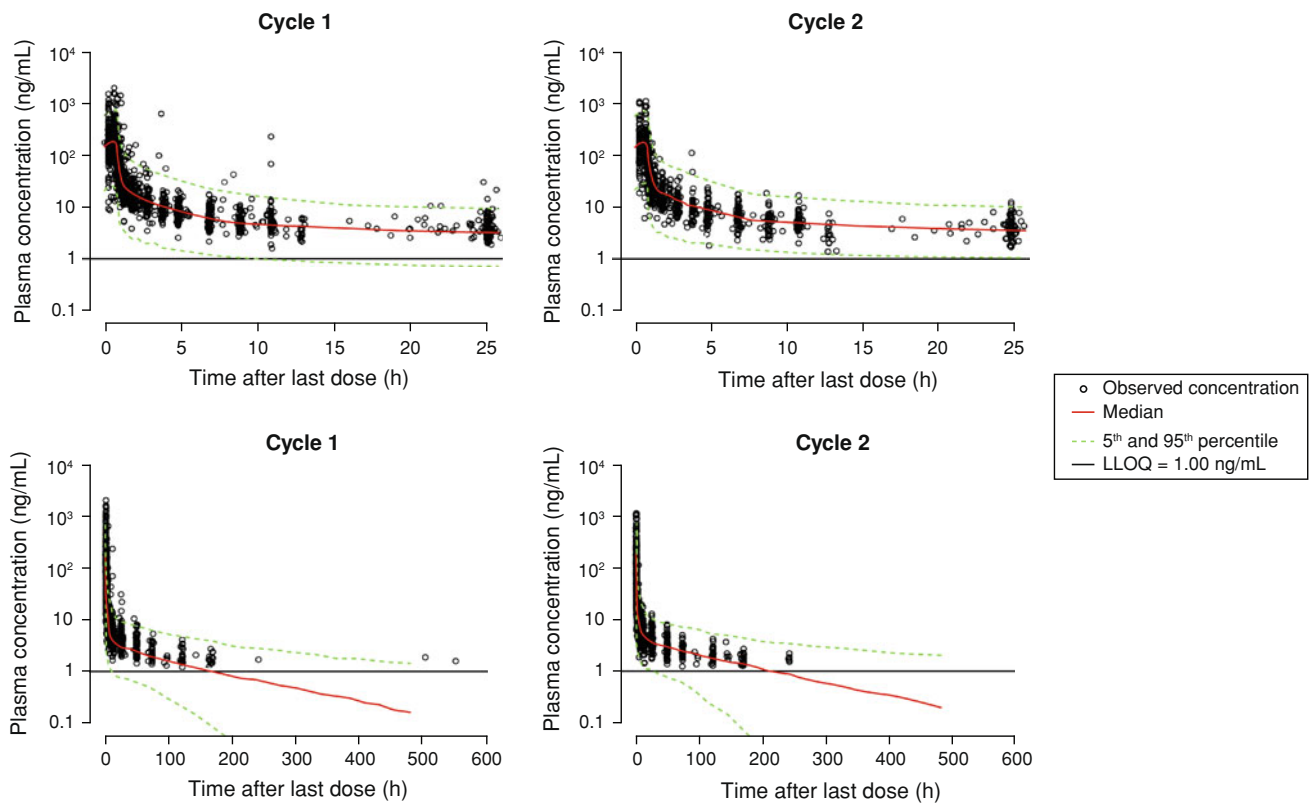 Cycle 1
Plasma concentration (ng/mL)
10⁴
10³
10²
10
1
0.1
0 5 10 15 20 25
Time after last dose (h)
Cycle 2
Plasma concentration (ng/mL)
10⁴
10³
10²
10
1
0.1
0 5 10 15 20 25
Time after last dose (h)
Observed concentration
Median
5th and 95th percentile
LLOQ = 1.00 ng/mL
Cycle 1
Plasma concentration (ng/mL)
10⁴
10³
10²
10
1
0.1
0 100 200 300 400 500 600
Time after last dose (h)
Cycle 2
Plasma concentration (ng/mL)
10⁴
10³
10²
10
1
0.1
0 100 200 300 400 500 600
Time after last dose (h)